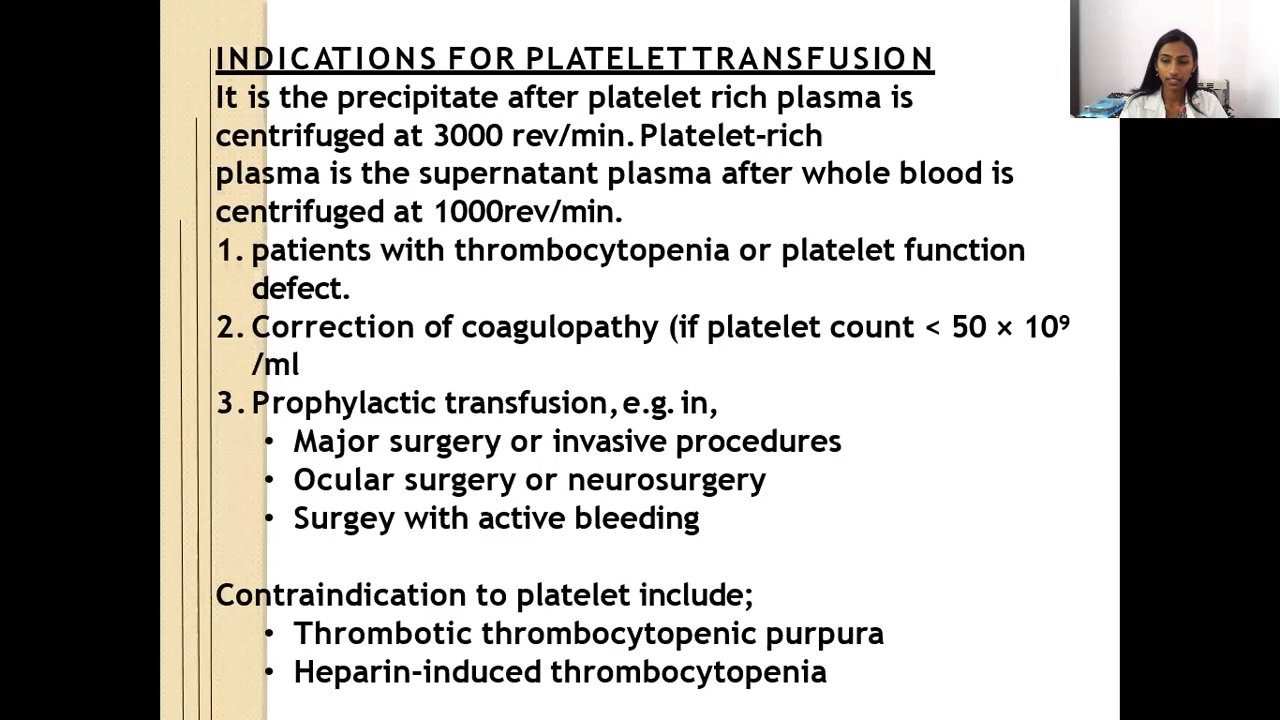 INDICATIONS FOR PLATELET TRANSFUSION
It is the precipitate after platelet rich plasma is
centrifuged at 3000 rev/min. Platelet-rich
plasma is the supernatant plasma after whole blood is
centrifuged at 1000rev/min.
1. patients with thrombocytopenia or platelet function
defect.
2. Correction of coagulopathy (if platelet count < 50 × 10⁹
/ml
3. Prophylactic transfusion, e.g. in,
• Major surgery or invasive procedures
• Ocular surgery or neurosurgery
• Surgey with active bleeding
Contraindication to platelet include;
• Thrombotic thrombocytopenic purpura
• Heparin-induced thrombocytopenia